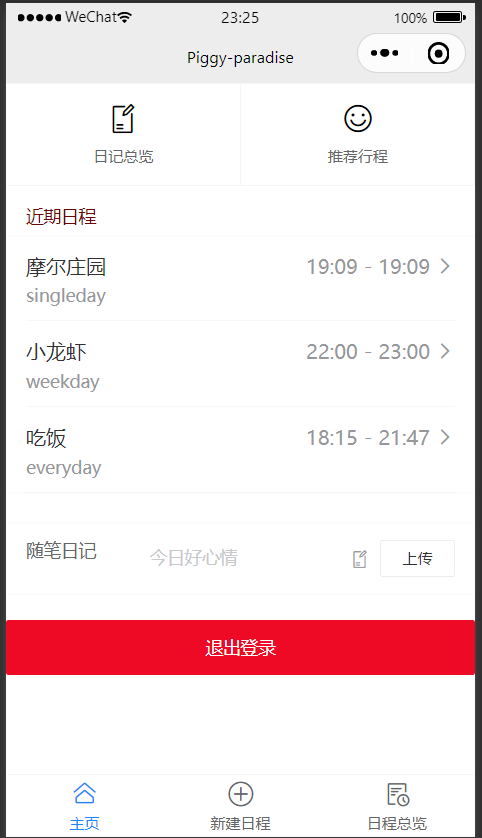 WeChat 23:25 100%
Piggy-paradise
日记总览 推荐行程
近期日程
摩尔庄园 19:09 - 19:09
singleday
小龙虾 22:00 - 23:00
weekday
吃饭 18:15 - 21:47
everyday
随笔日记 今日好心情 上传
退出登录
主页 新建日程 日程总览